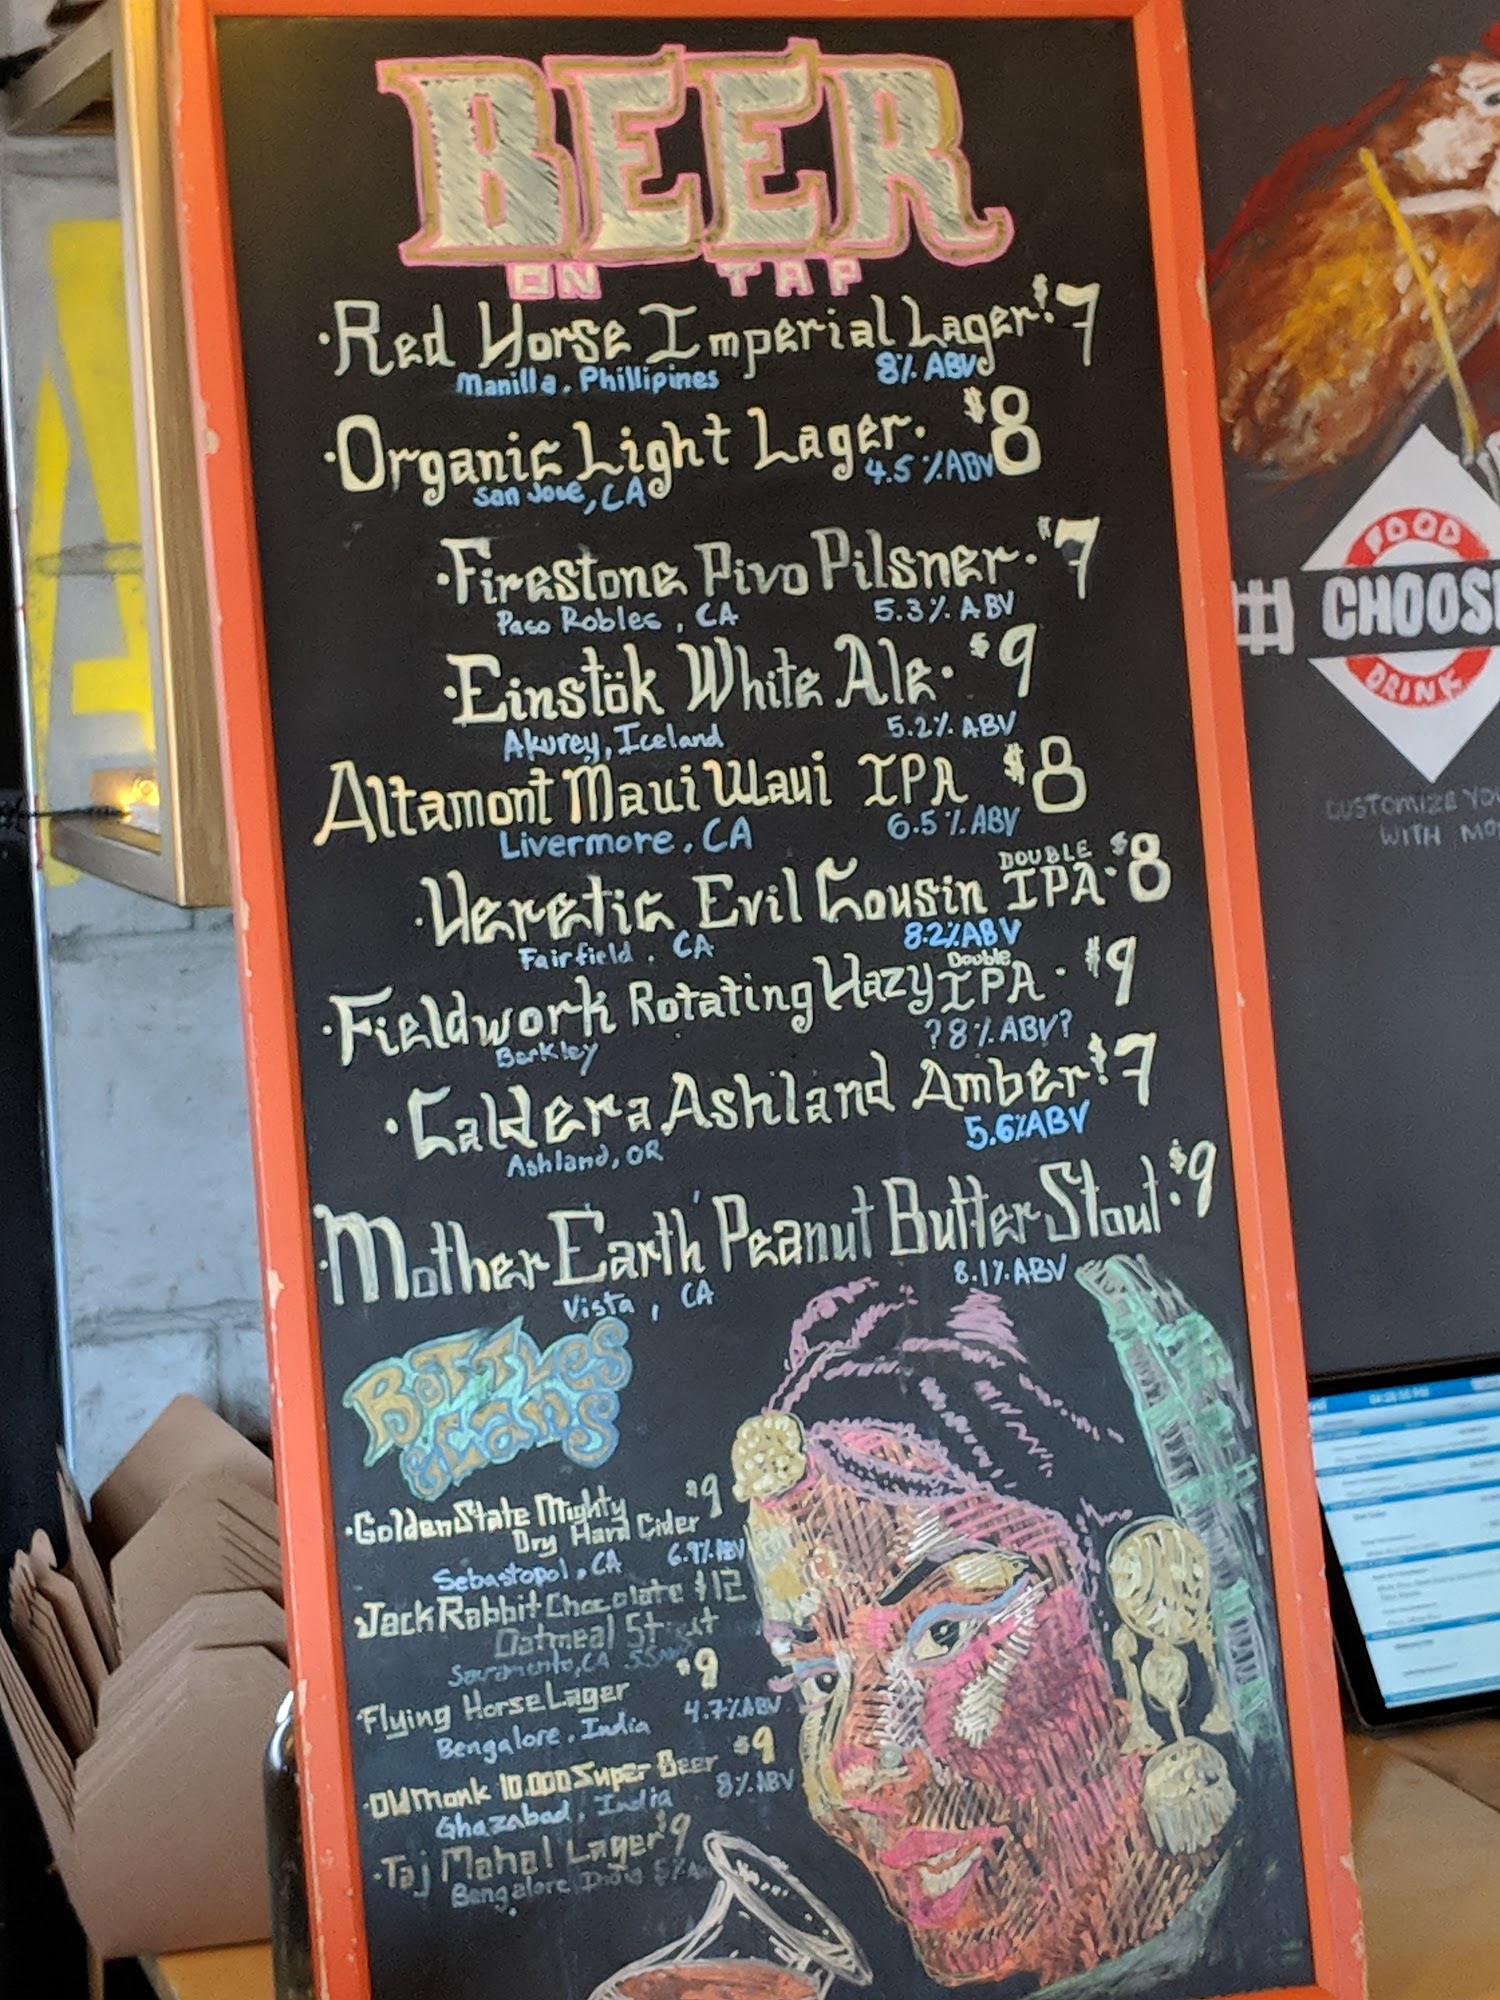 BEER
ON TAP
·Red Horse Imperial Lager·$7
Manilla, Phillipines 8% ABV
·Organic Light Lager·$8
San Jose, CA 4.5% ABV
·Firestone Pivo Pilsner·$7
Paso Robles, CA 5.3% ABV
·Einstök White Ale·$9
Akurey, Iceland 5.2% ABV
Altamont Maui Waui IPA $8
Livermore, CA 6.5% ABV
·Heretic Evil Cousin DOUBLE IPA·$8
Fairfield, CA 8.2% ABV
·Fieldwork Rotating Hazy Double IPA·$9
Berkley ?8% ABV?
·Caldera Ashland Amber·$7
Ashland, OR 5.6% ABV
·Mother Earth Peanut Butter Stout·$9
Vista, CA 8.1% ABV
BOTTLES
& Cans
·Golden State Mighty $9
Dry Hard Cider
Sebastopol, CA 6.9% ABV
·Jack Rabbit Chocolate $12
Oatmeal Stout
Sacramento, CA
·Flying Horse Lager $9
Bengalore, India 4.7% ABV
·Old Monk 10.000 Super Beer $9
Ghazabad, India 8% ABV
·Taj Mahal Lager $9
Bengalore India 5%
FOOD
# CHOOSE
DRINK
CUSTOMIZE
WITH